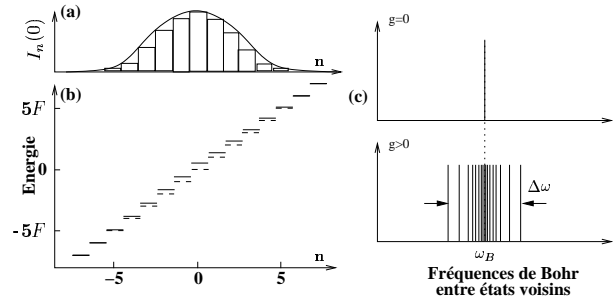 (a)
I_n(0)
n
(b)
Energie
5F
0
-5F
−5
0
5
n
(c)
g=0
g>0
Δω
ω_B
Fréquences de Bohr
entre états voisins